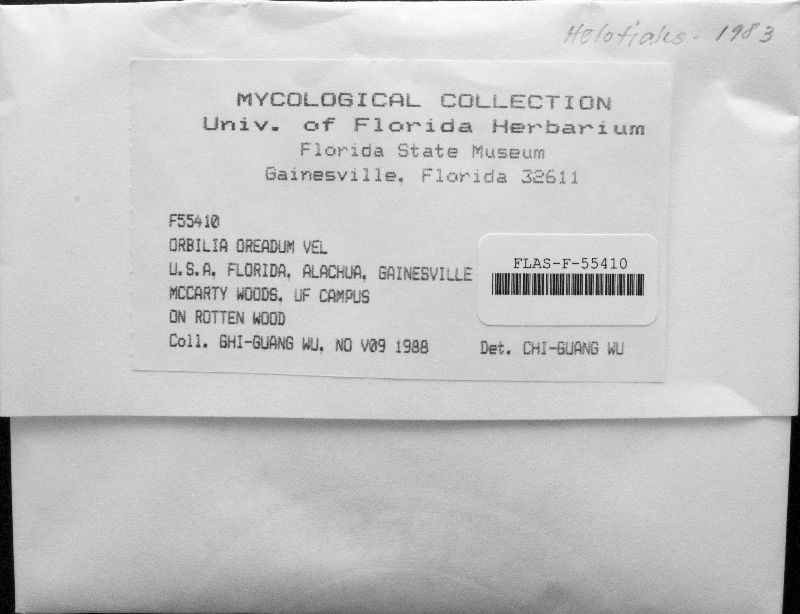 Helotiales - 1983
MYCOLOGICAL COLLECTION
Univ. of Florida Herbarium
Florida State Museum
Gainesville, Florida 32611
F55410
ORBILIA OREADUM VEL
U.S.A. FLORIDA, ALACHUA, GAINESVILLE
MCCARTY WOODS, UF CAMPUS
ON ROTTEN WOOD
Coll. GHI-GUANG WU, NO V09 1988
Det. CHI-GUANG WU
FLAS-F-55410